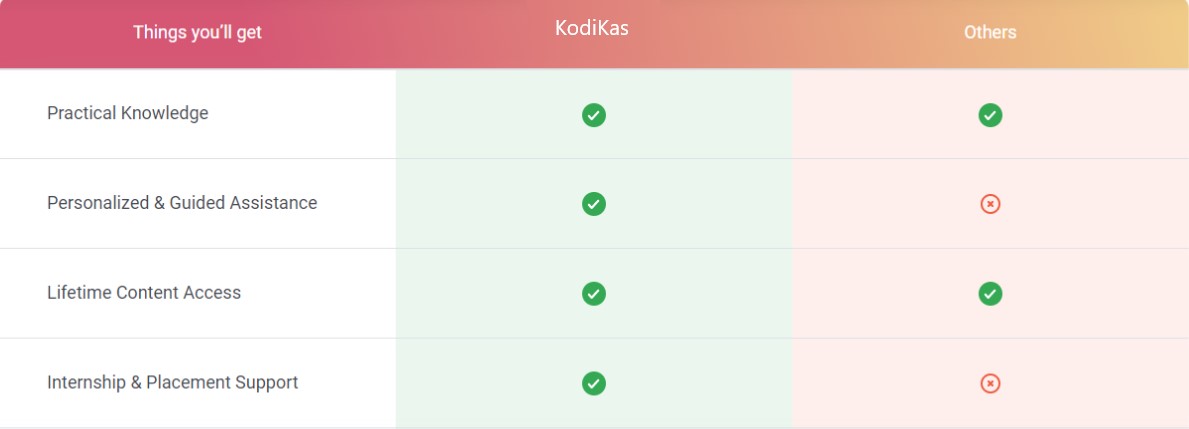 Things you’ll get KodiKas Others
Practical Knowledge
Personalized & Guided Assistance
Lifetime Content Access
Internship & Placement Support